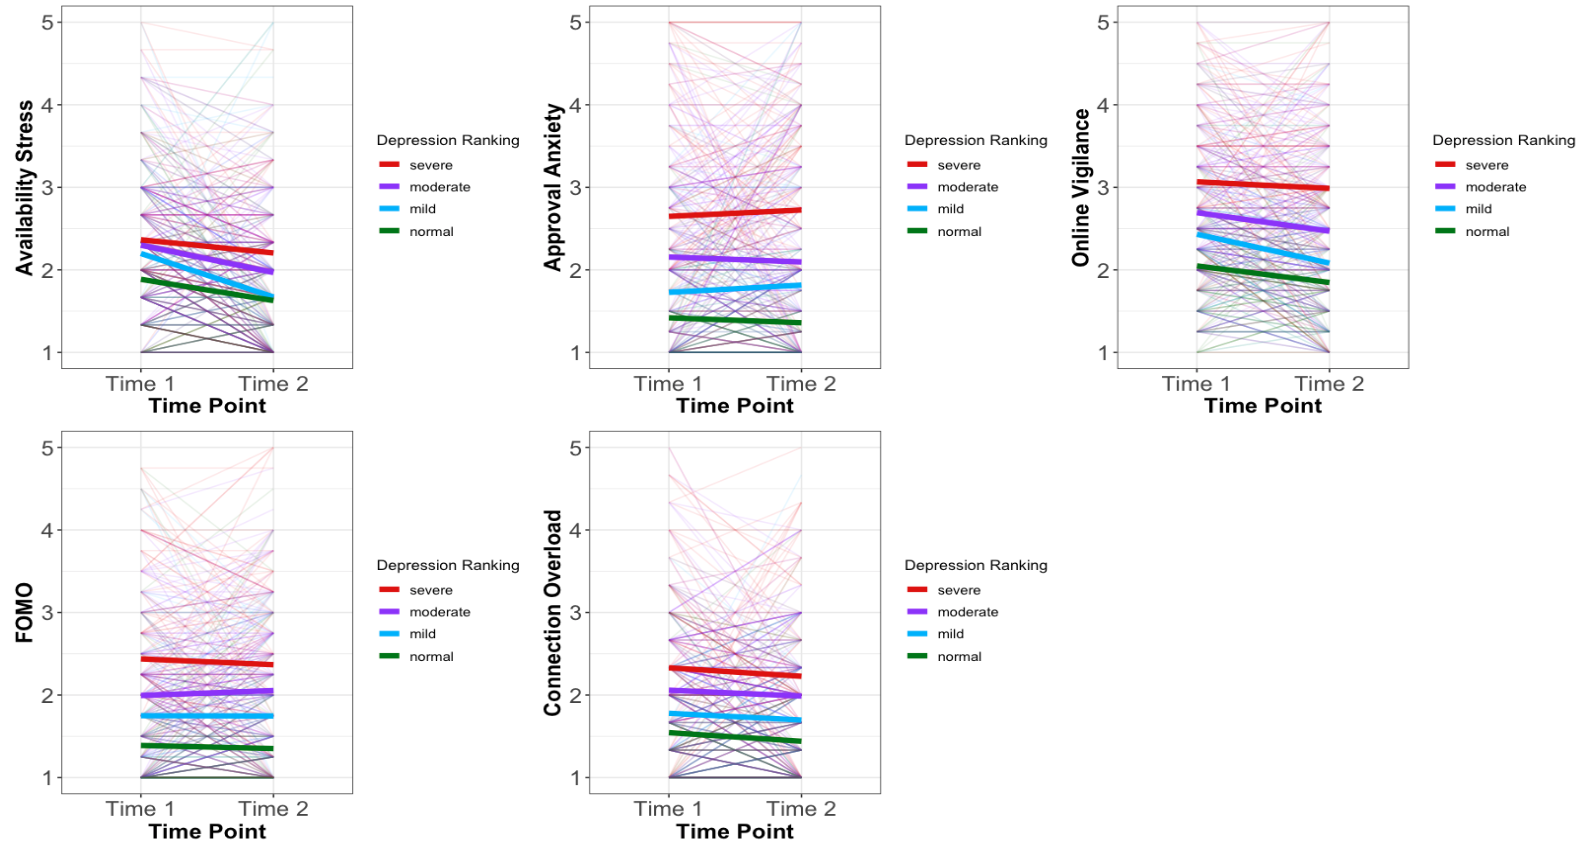 Availability Stress
5
4
3
2
1
Time 1 Time 2
Time Point
Depression Ranking
severe
moderate
mild
normal
Approval Anxiety
5
4
3
2
1
Time 1 Time 2
Time Point
Depression Ranking
severe
moderate
mild
normal
Online Vigilance
5
4
3
2
1
Time 1 Time 2
Time Point
Depression Ranking
severe
moderate
mild
normal
FOMO
5
4
3
2
1
Time 1 Time 2
Time Point
Depression Ranking
severe
moderate
mild
normal
Connection Overload
5
4
3
2
1
Time 1 Time 2
Time Point
Depression Ranking
severe
moderate
mild
normal